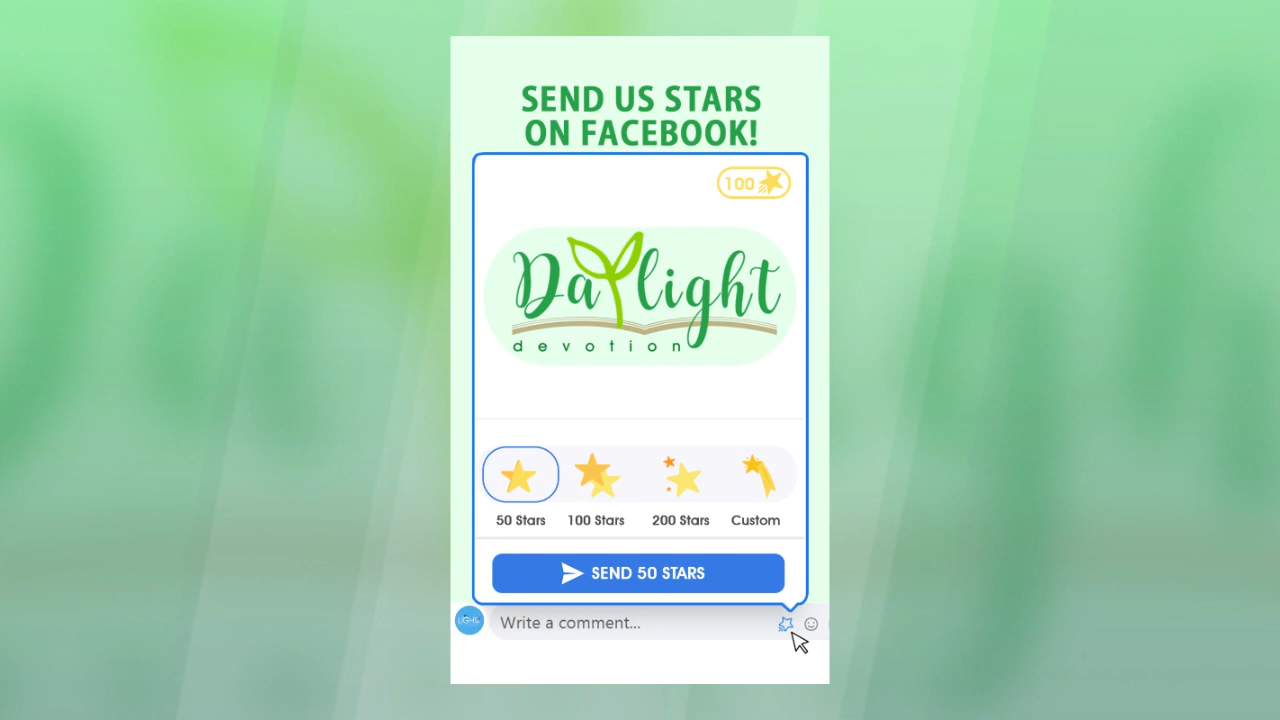 SEND US STARS
ON FACEBOOK!
100
Daylight
devotion
50 Stars 100 Stars 200 Stars Custom
SEND 50 STARS
LIGHT
Write a comment...